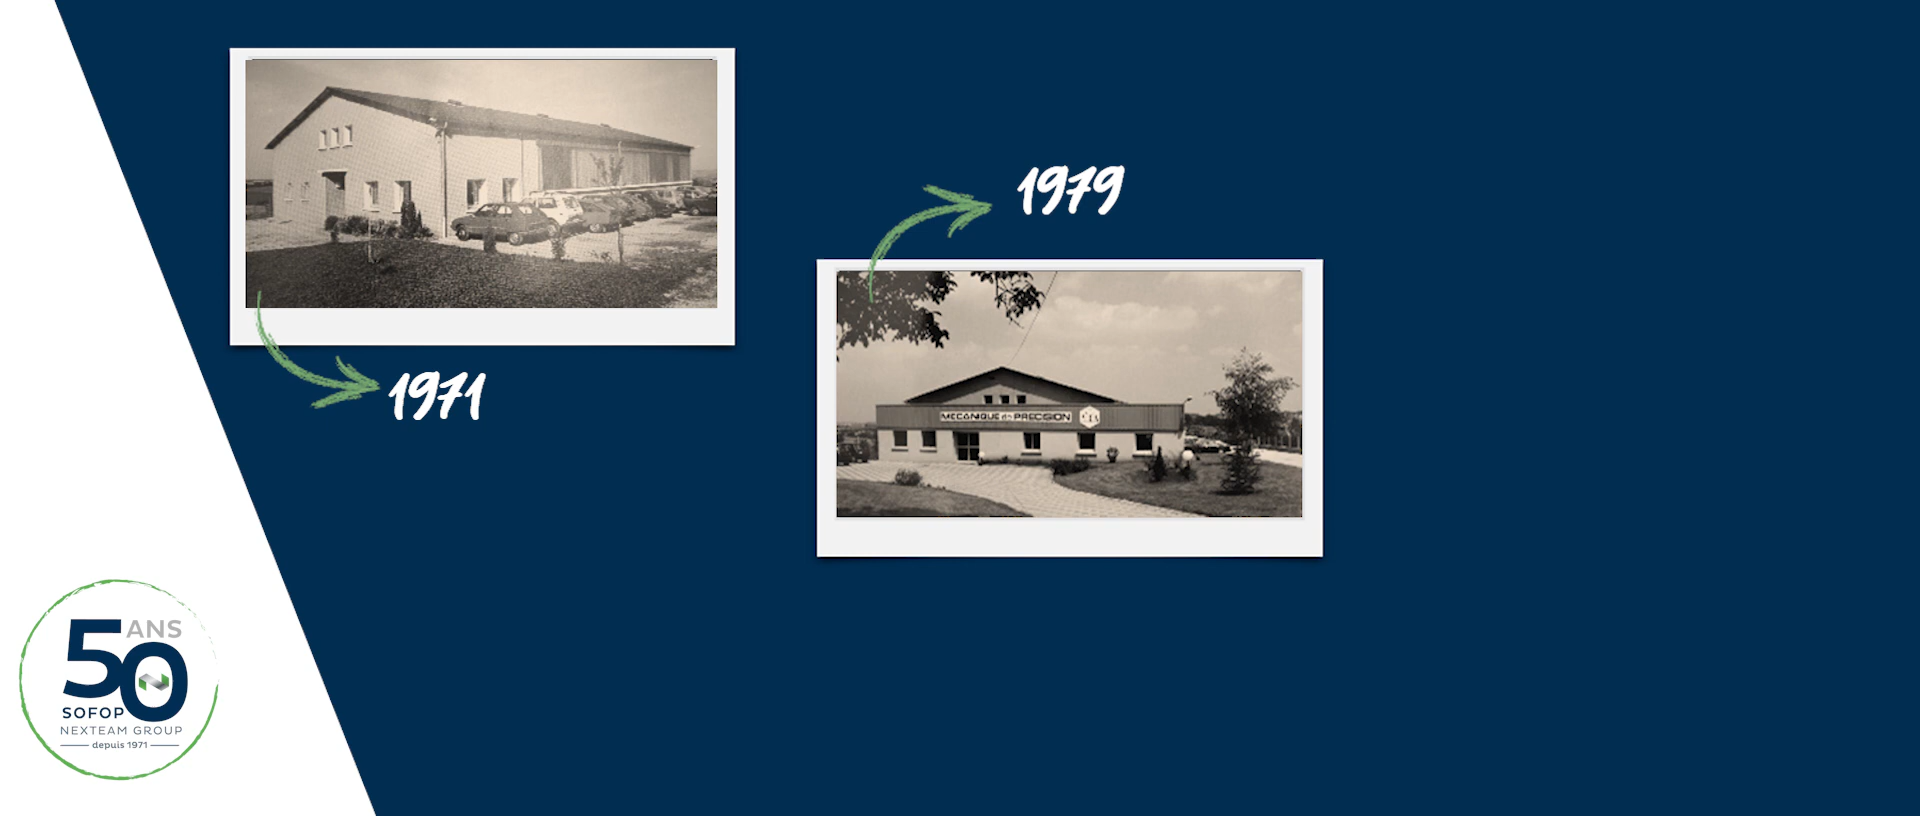 1971
1979
MECANIQUE de PRECISION
50 ANS
SOFOP
NEXTEAM GROUP
depuis 1971